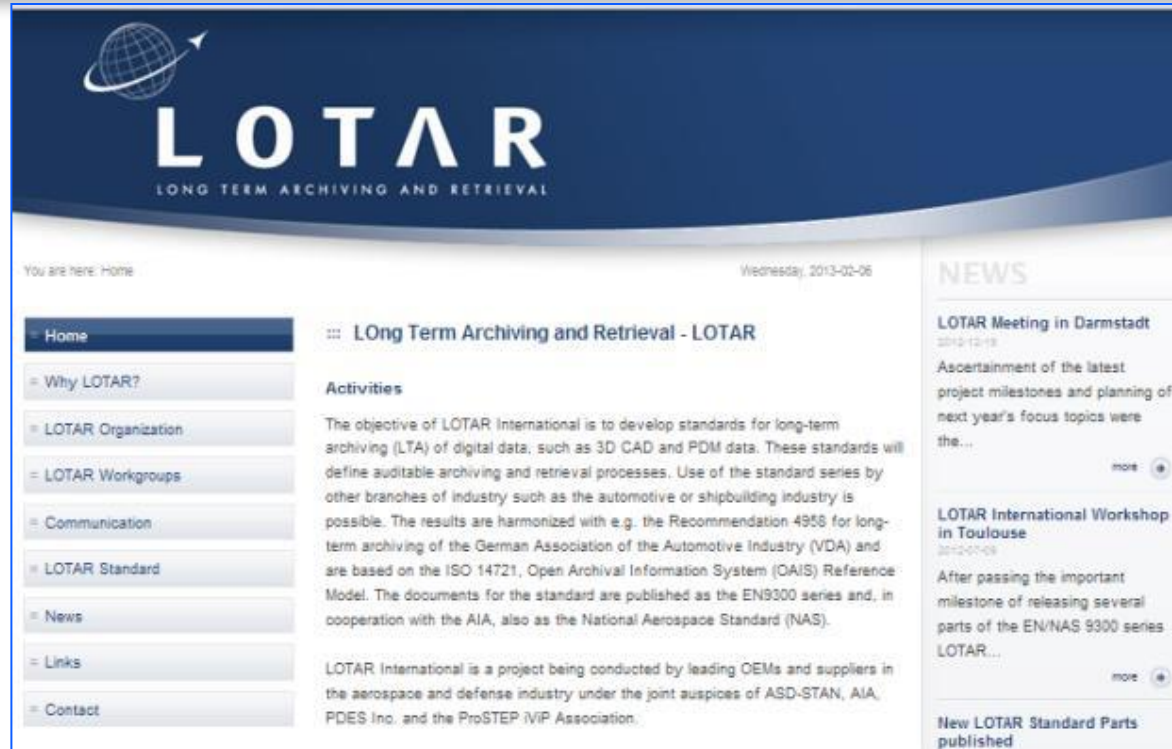 LOTAR
LONG TERM ARCHIVING AND RETRIEVAL
You are here: Home
Wednesday, 2013-02-06
Home
Why LOTAR?
LOTAR Organization
LOTAR Workgroups
Communication
LOTAR Standard
News
Links
Contact
::: LOng Term Archiving and Retrieval - LOTAR
Activities
The objective of LOTAR International is to develop standards for long-term
archiving (LTA) of digital data, such as 3D CAD and PDM data. These standards will
define auditable archiving and retrieval processes. Use of the standard series by
other branches of industry such as the automotive or shipbuilding industry is
possible. The results are harmonized with e.g. the Recommendation 4958 for long-
term archiving of the German Association of the Automotive Industry (VDA) and
are based on the ISO 14721, Open Archival Information System (OAIS) Reference
Model. The documents for the standard are published as the EN9300 series and, in
cooperation with the AIA, also as the National Aerospace Standard (NAS).
LOTAR International is a project being conducted by leading OEMs and suppliers in
the aerospace and defense industry under the joint auspices of ASD-STAN, AIA,
PDES Inc. and the ProSTEP iViP Association.
NEWS
LOTAR Meeting in Darmstadt
Ascertainment of the latest
project milestones and planning of
next year's focus topics were
the...
more
LOTAR International Workshop
in Toulouse
After passing the important
milestone of releasing several
parts of the EN/NAS 9300 series
LOTAR...
more
New LOTAR Standard Parts
published